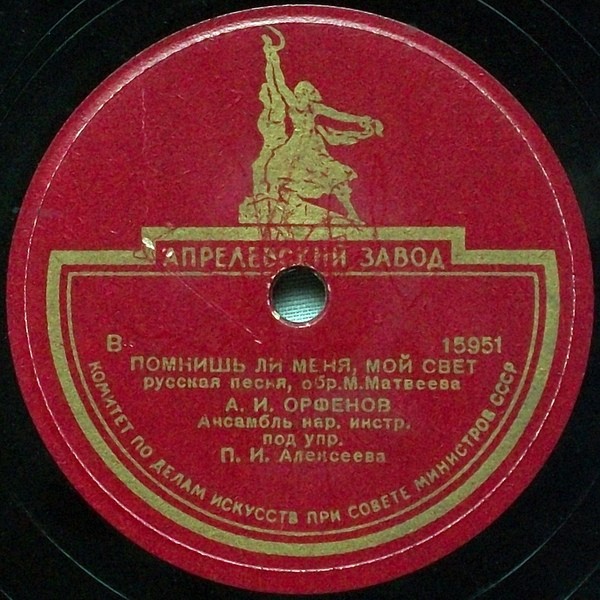 АПРЕЛЕВСКИЙ ЗАВОД
В 15951
ПОМНИШЬ ЛИ МЕНЯ, МОЙ СВЕТ
русская песня, обр.М.Матвеева
А. И. ОРФЕНОВ
Ансамбль нар. инстр.
под упр.
П. И. Алексеева
КОМИТЕТ ПО ДЕЛАМ ИСКУССТВ ПРИ СОВЕТЕ МИНИСТРОВ СССР